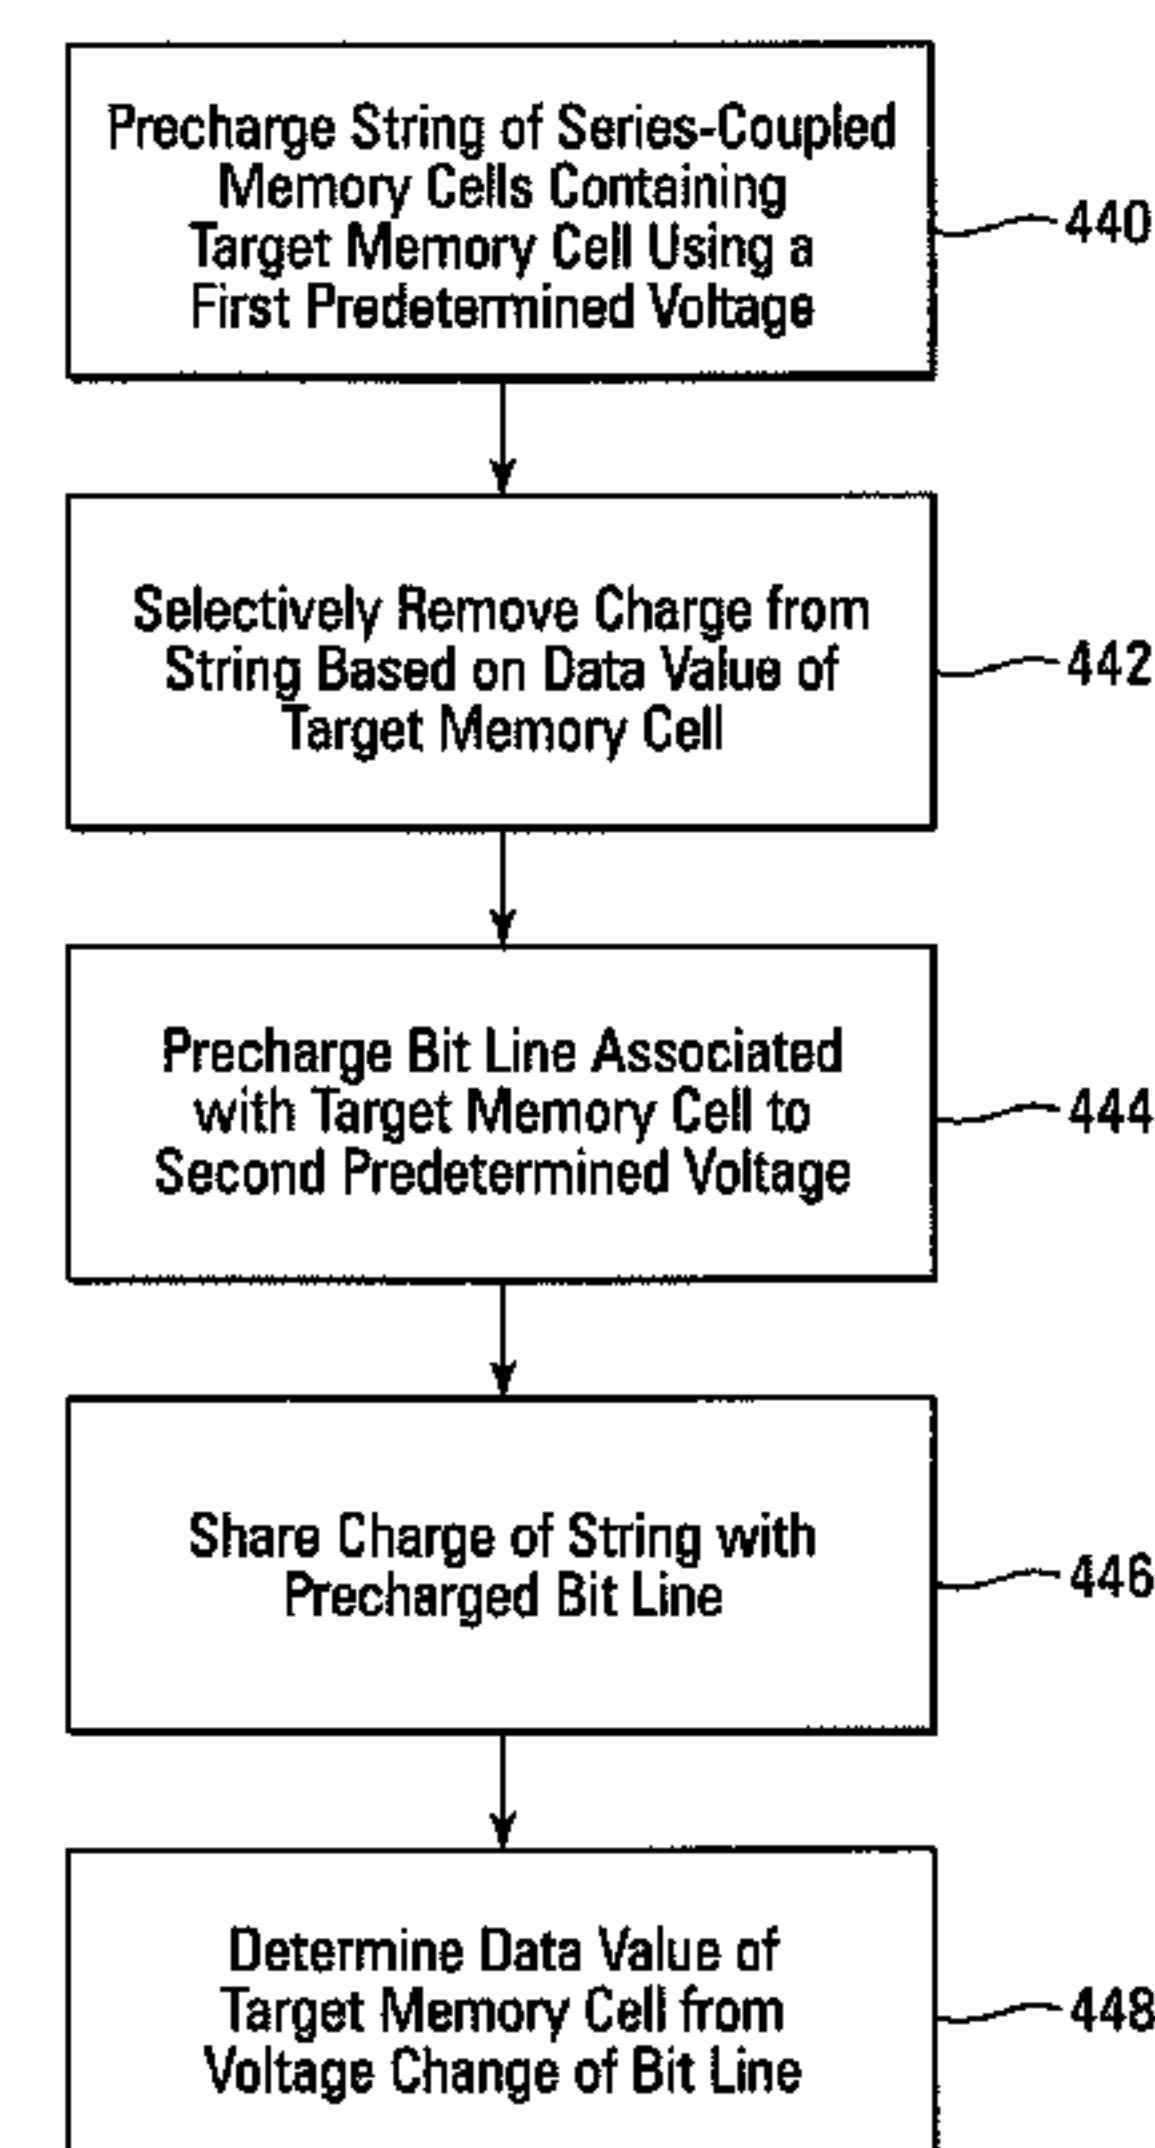 Precharge String of Series-Coupled
Memory Cells Containing
Target Memory Cell Using a
First Predetermined Voltage
440
Selectively Remove Charge from
String Based on Data Value of
Target Memory Cell
442
Precharge Bit Line Associated
with Target Memory Cell to
Second Predetermined Voltage
444
Share Charge of String with
Precharged Bit Line
446
Determine Data Value of
Target Memory Cell from
Voltage Change of Bit Line
448